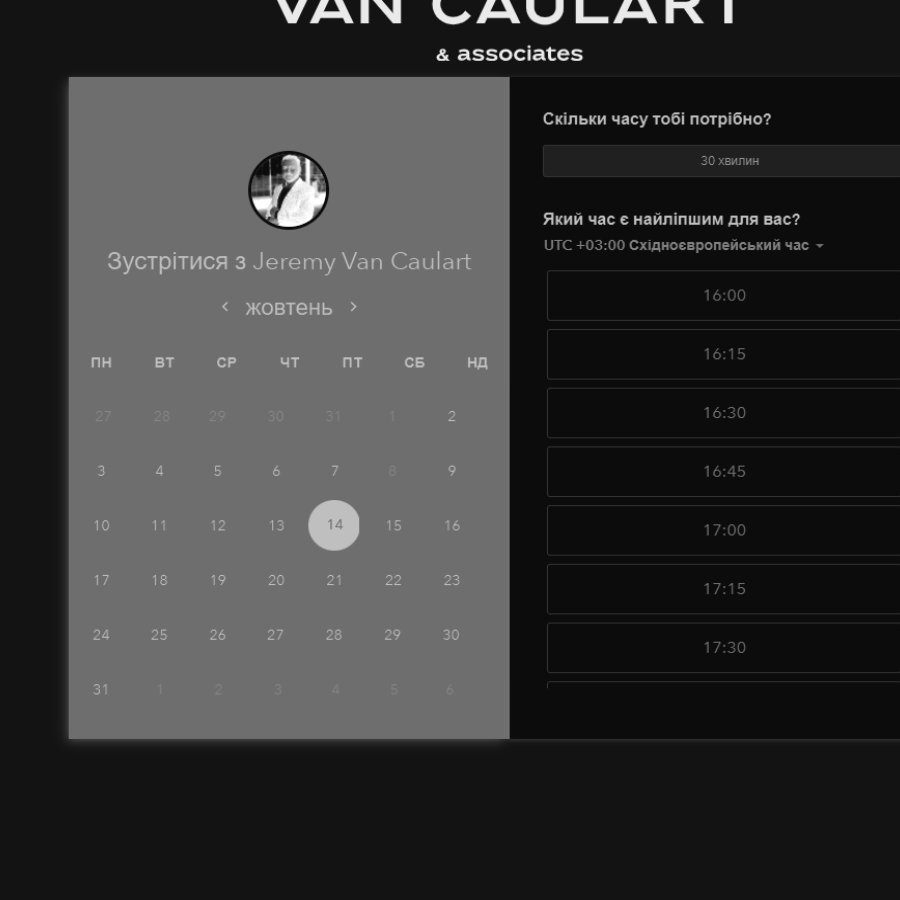 VAN CAULART
& associates
Зустрітися з Jeremy Van Caulart
жовтень
ПН ВТ СР ЧТ ПТ СБ НД
27 28 29 30 31 1 2
3 4 5 6 7 8 9
10 11 12 13 14 15 16
17 18 19 20 21 22 23
24 25 26 27 28 29 30
31 1 2 3 4 5 6
Скільки часу тобі потрібно?
30 хвилин
Який час є найліпшим для вас?
UTC +03:00 Східноєвропейський час
16:00
16:15
16:30
16:45
17:00
17:15
17:30